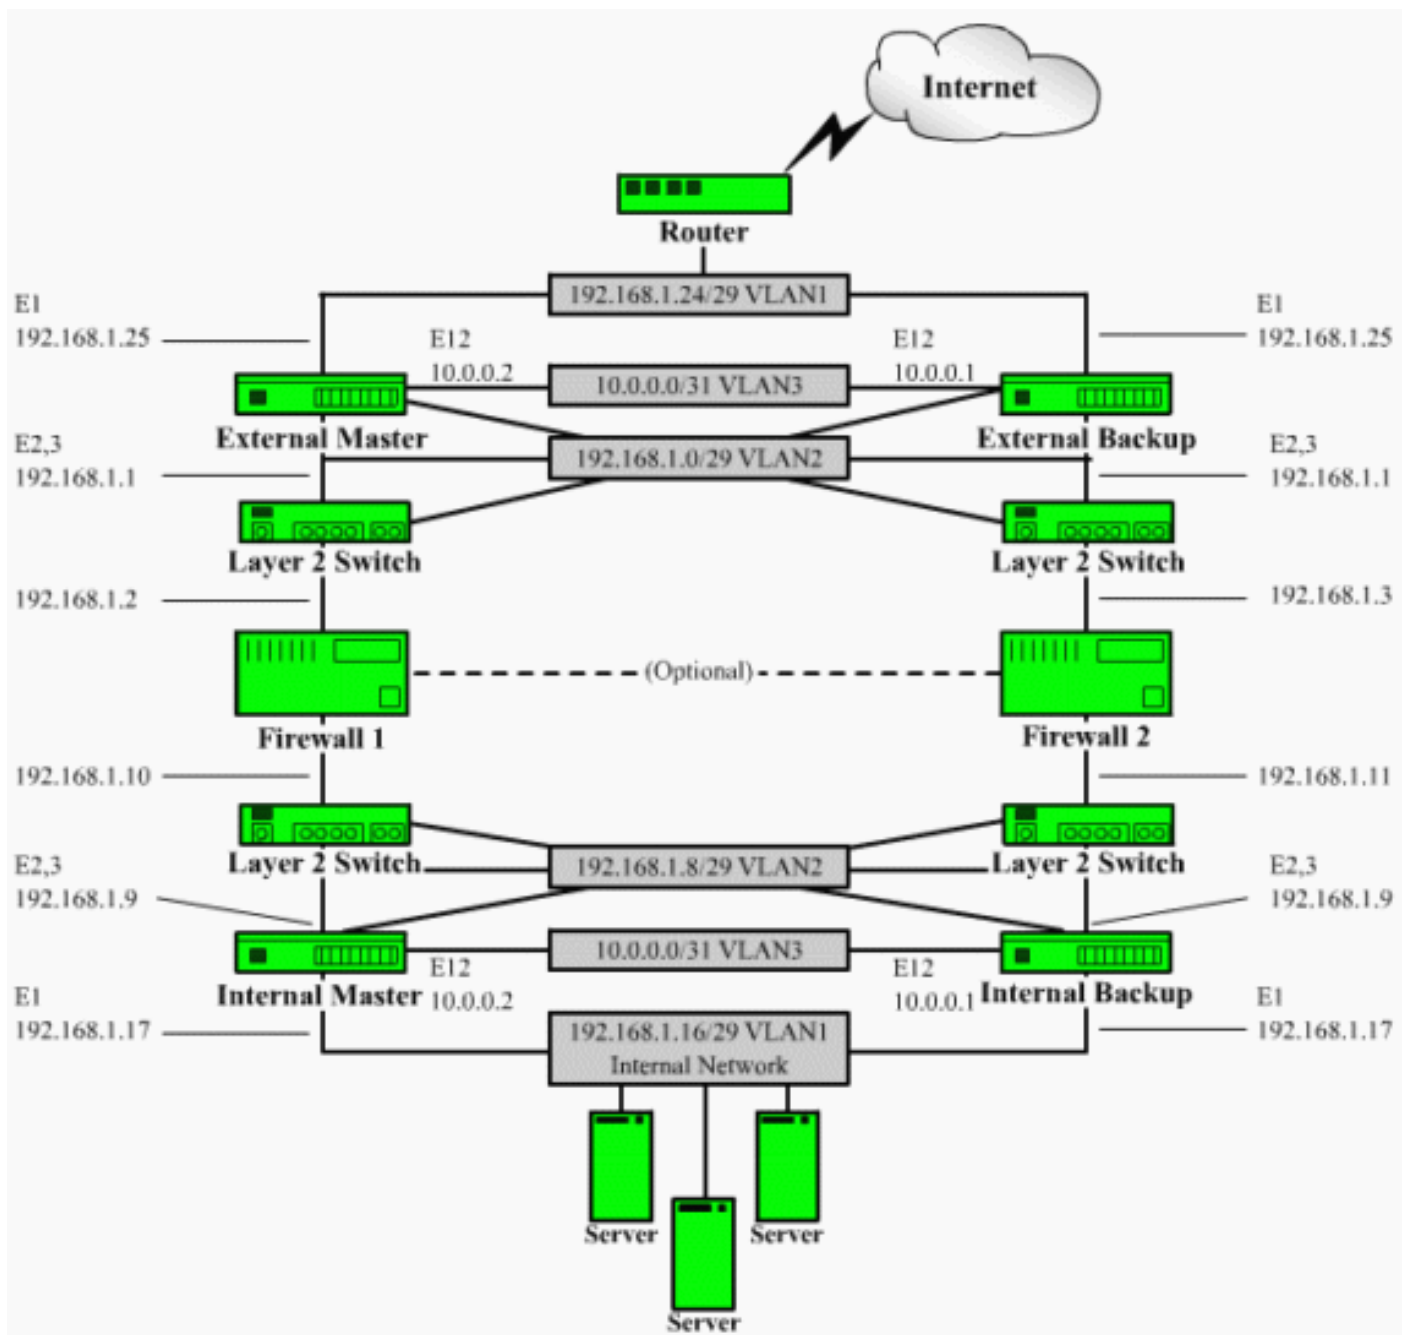 Internet
Router
192.168.1.24/29 VLAN1
E1
192.168.1.25
E1
192.168.1.25
E12
10.0.0.2
10.0.0.0/31 VLAN3
E12
10.0.0.1
External Master
External Backup
E2,3
192.168.1.1
192.168.1.0/29 VLAN2
E2,3
192.168.1.1
Layer 2 Switch
Layer 2 Switch
192.168.1.2
192.168.1.3
(Optional)
Firewall 1
Firewall 2
192.168.1.10
192.168.1.11
Layer 2 Switch
192.168.1.8/29 VLAN2
Layer 2 Switch
E2,3
192.168.1.9
E2,3
192.168.1.9
10.0.0.0/31 VLAN3
E12
10.0.0.2
E12
10.0.0.1
Internal Master
Internal Backup
E1
192.168.1.17
E1
192.168.1.17
192.168.1.16/29 VLAN1
Internal Network
Server
Server
Server